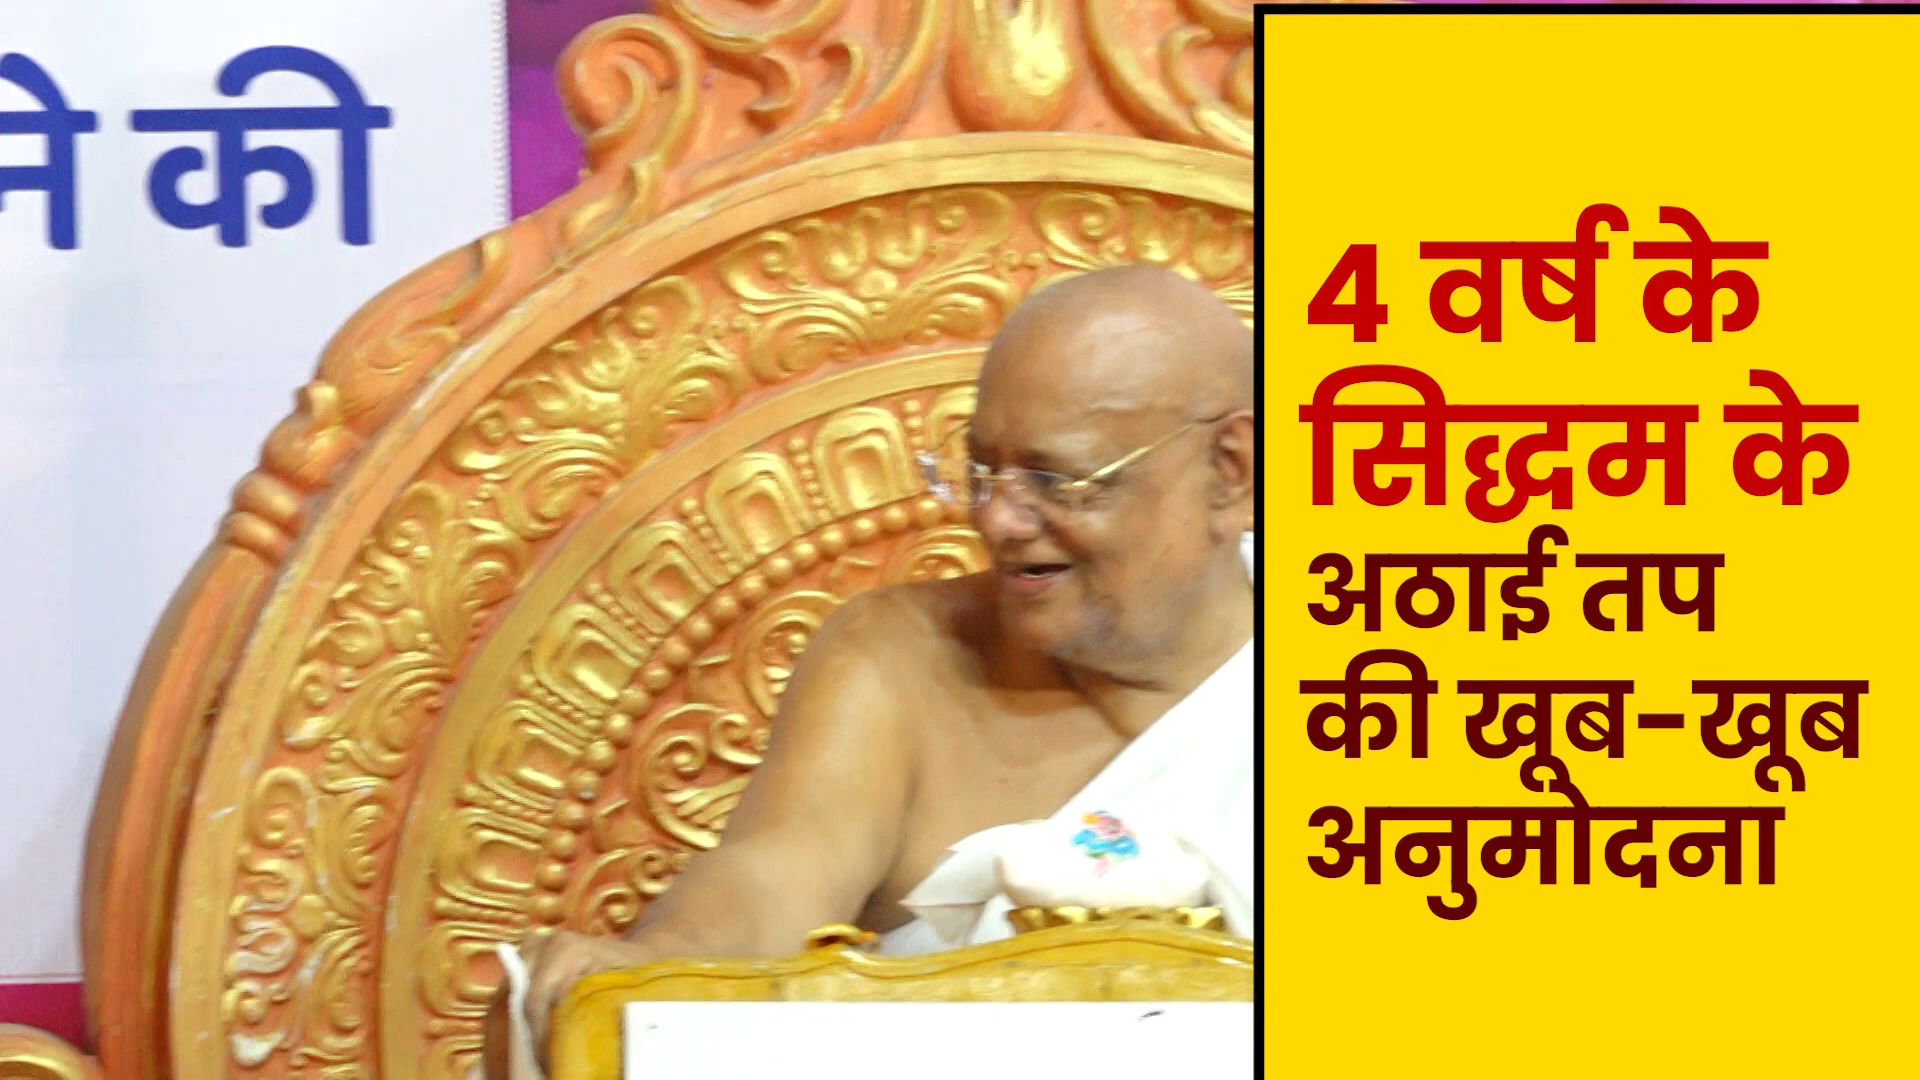 ने की
4 वर्ष के
सिद्धम के
अठाई तप
की खूब-खूब
अनुमोदना